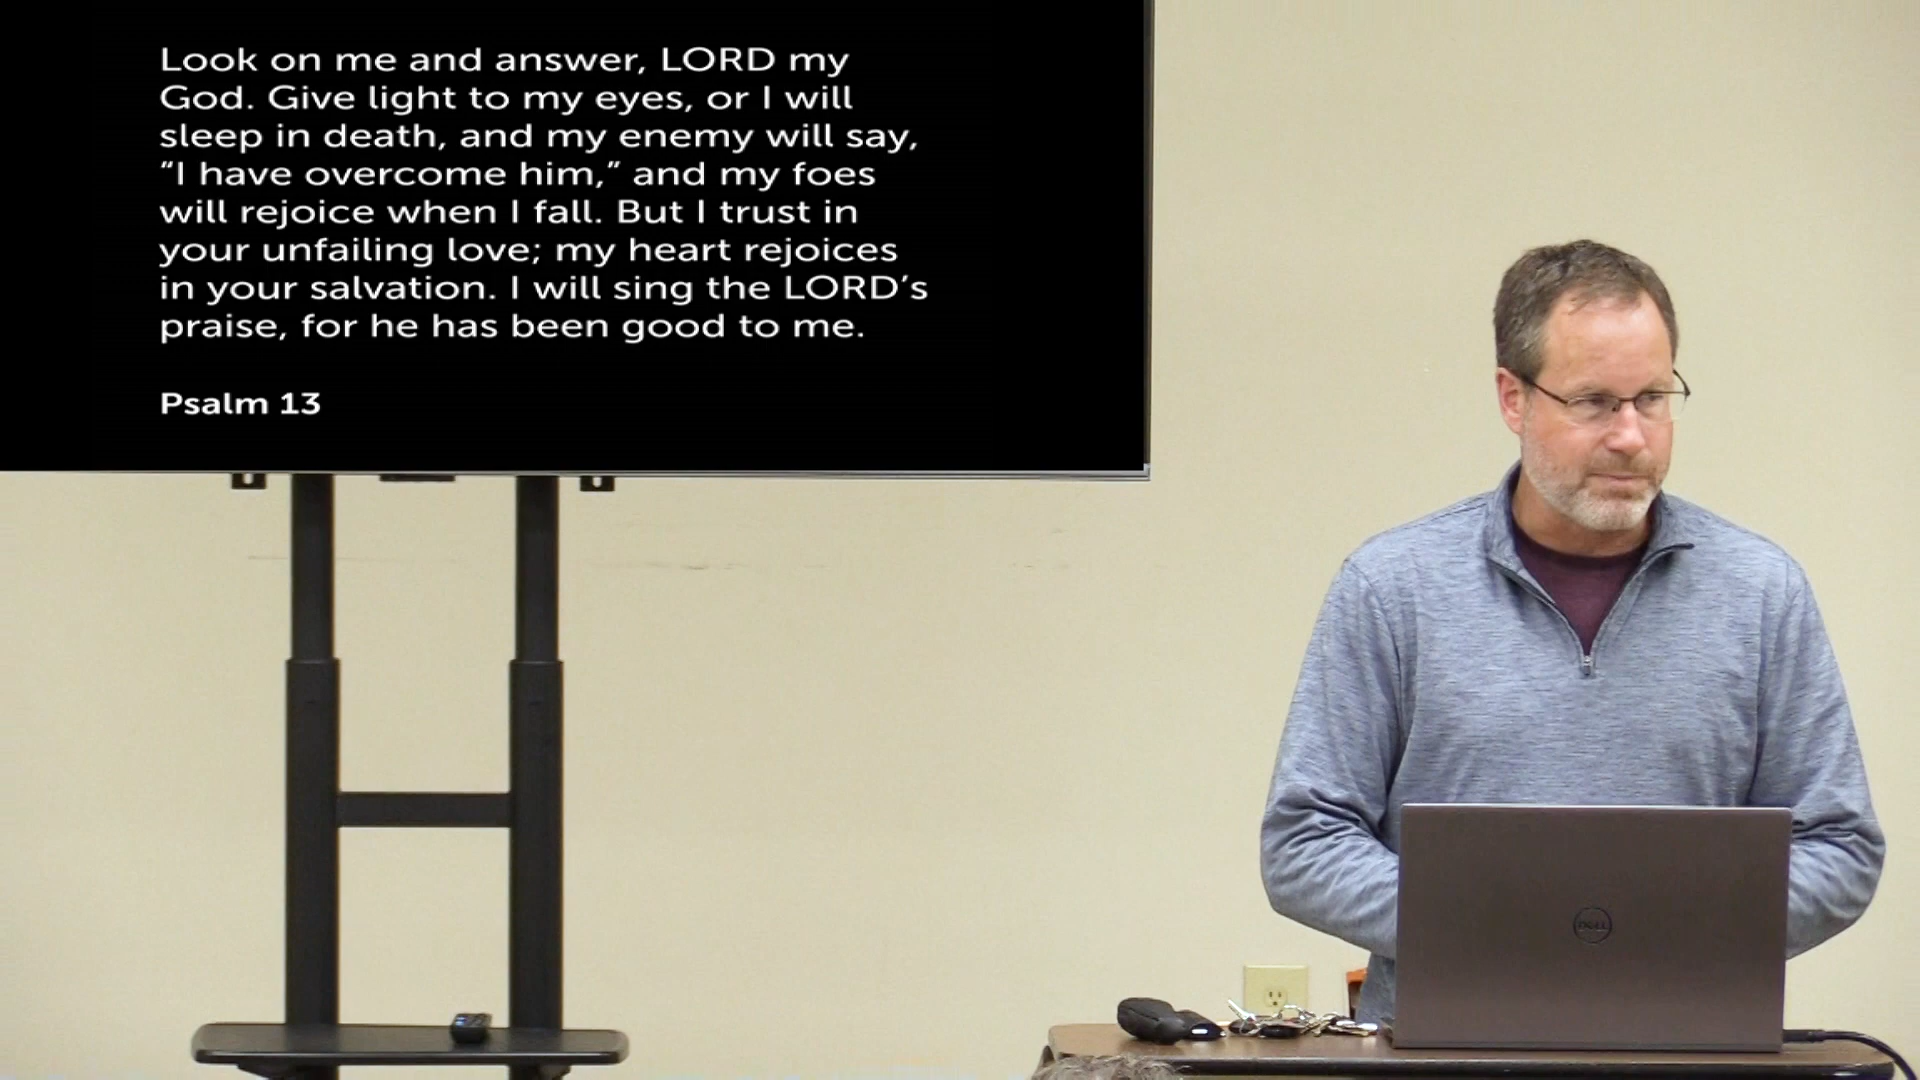 Look on me and answer, LORD my
God. Give light to my eyes, or I will
sleep in death, and my enemy will say,
“I have overcome him,” and my foes
will rejoice when I fall. But I trust in
your unfailing love; my heart rejoices
in your salvation. I will sing the LORD’s
praise, for he has been good to me.
Psalm 13
DELL